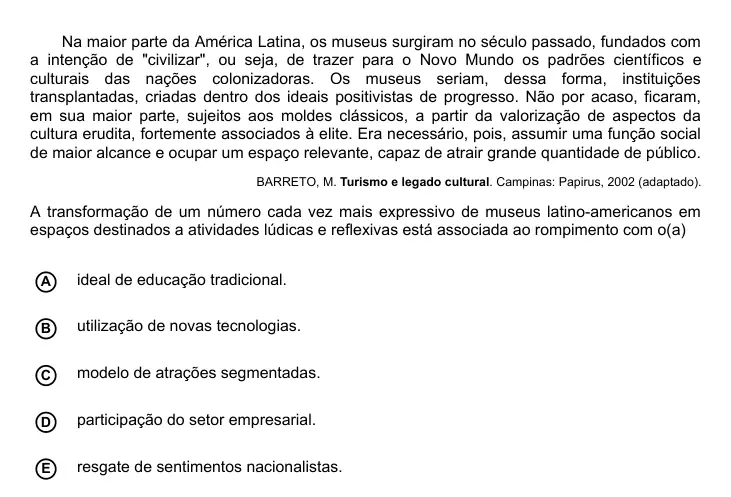 Na maior parte da América Latina, os museus surgiram no século passado, fundados com
a intenção de "civilizar", ou seja, de trazer para o Novo Mundo os padrões científicos e
culturais das nações colonizadoras. Os museus seriam, dessa forma, instituições
transplantadas, criadas dentro dos ideais positivistas de progresso. Não por acaso, ficaram,
em sua maior parte, sujeitos aos moldes clássicos, a partir da valorização de aspectos da
cultura erudita, fortemente associados à elite. Era necessário, pois, assumir uma função social
de maior alcance e ocupar um espaço relevante, capaz de atrair grande quantidade de público.
BARRETO, M. Turismo e legado cultural. Campinas: Papirus, 2002 (adaptado).
A transformação de um número cada vez mais expressivo de museus latino-americanos em
espaços destinados a atividades lúdicas e reflexivas está associada ao rompimento com o(a)
A ideal de educação tradicional.
B utilização de novas tecnologias.
C modelo de atrações segmentadas.
D participação do setor empresarial.
E resgate de sentimentos nacionalistas.